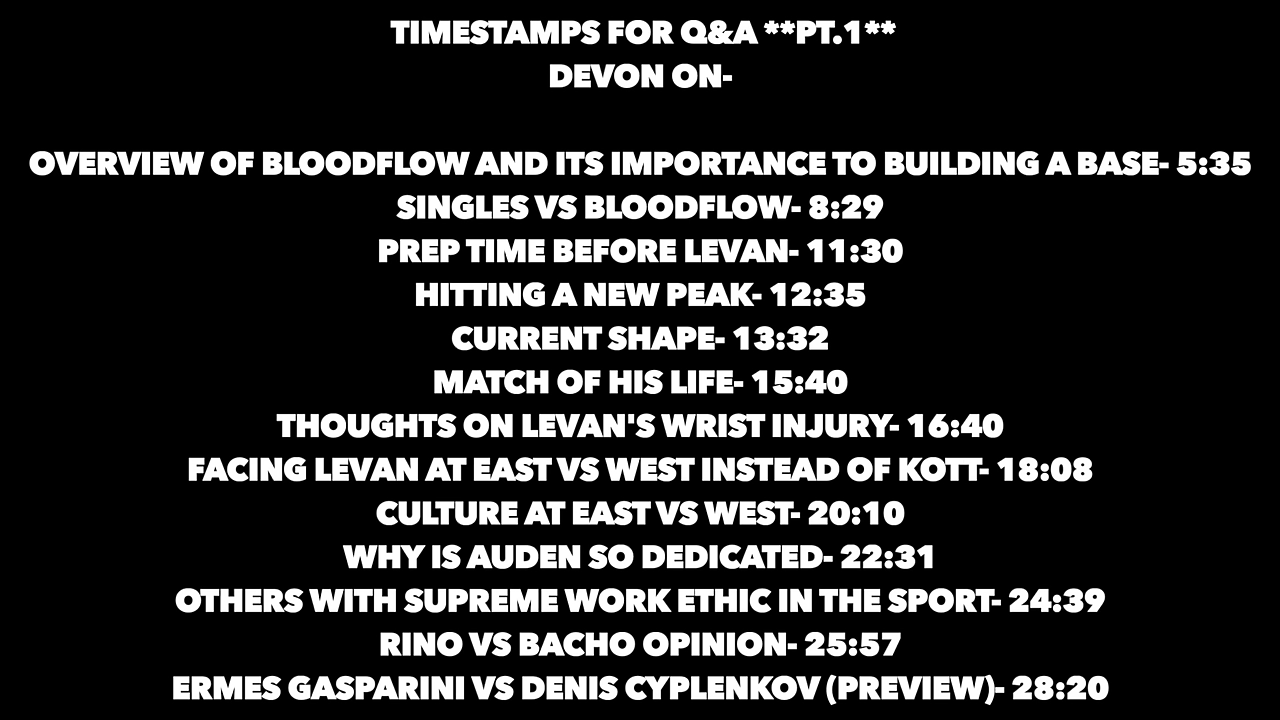 TIMESTAMPS FOR Q&A **PT.1**
DEVON ON-
OVERVIEW OF BLOODFLOW AND ITS IMPORTANCE TO BUILDING A BASE- 5:35
SINGLES VS BLOODFLOW- 8:29
PREP TIME BEFORE LEVAN- 11:30
HITTING A NEW PEAK- 12:35
CURRENT SHAPE- 13:32
MATCH OF HIS LIFE- 15:40
THOUGHTS ON LEVAN'S WRIST INJURY- 16:40
FACING LEVAN AT EAST VS WEST INSTEAD OF KOTT- 18:08
CULTURE AT EAST VS WEST- 20:10
WHY IS AUDEN SO DEDICATED- 22:31
OTHERS WITH SUPREME WORK ETHIC IN THE SPORT- 24:39
RINO VS BACHO OPINION- 25:57
ERMES GASPARINI VS DENIS CYPLENKOV (PREVIEW)- 28:20